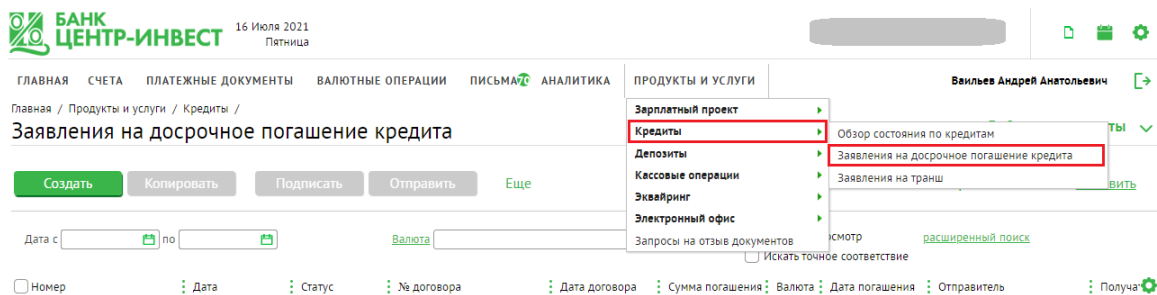 БАНК
ЦЕНТР-ИНВЕСТ
16 Июля 2021
Пятница
ГЛАВНАЯ СЧЕТА ПЛАТЕЖНЫЕ ДОКУМЕНТЫ ВАЛЮТНЫЕ ОПЕРАЦИИ ПИСЬМА 70 АНАЛИТИКА ПРОДУКТЫ И УСЛУГИ Ваильев Андрей Анатольевич
Главная / Продукты и услуги / Кредиты /
Заявления на досрочное погашение кредита
Зарплатный проект
Кредиты
Депозиты
Кассовые операции
Эквайринг
Электронный офис
Запросы на отзыв документов
Обзор состояния по кредитам
Заявления на досрочное погашение кредита
Заявления на транш
Создать Копировать Подписать Отправить Еще
Дата с по Валюта расширенный поиск
Искать точное соответствие
Номер Дата Статус № договора Дата договора Сумма погашения Валюта Дата погашения Отправитель Получа